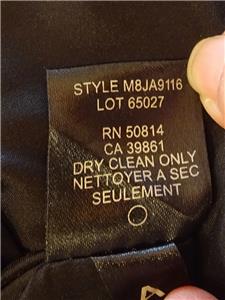 STYLE M8JA9116
LOT 65027
RN 50814
CA 39861
DRY CLEAN ONLY
NETTOYER A SEC
SEULEMENT